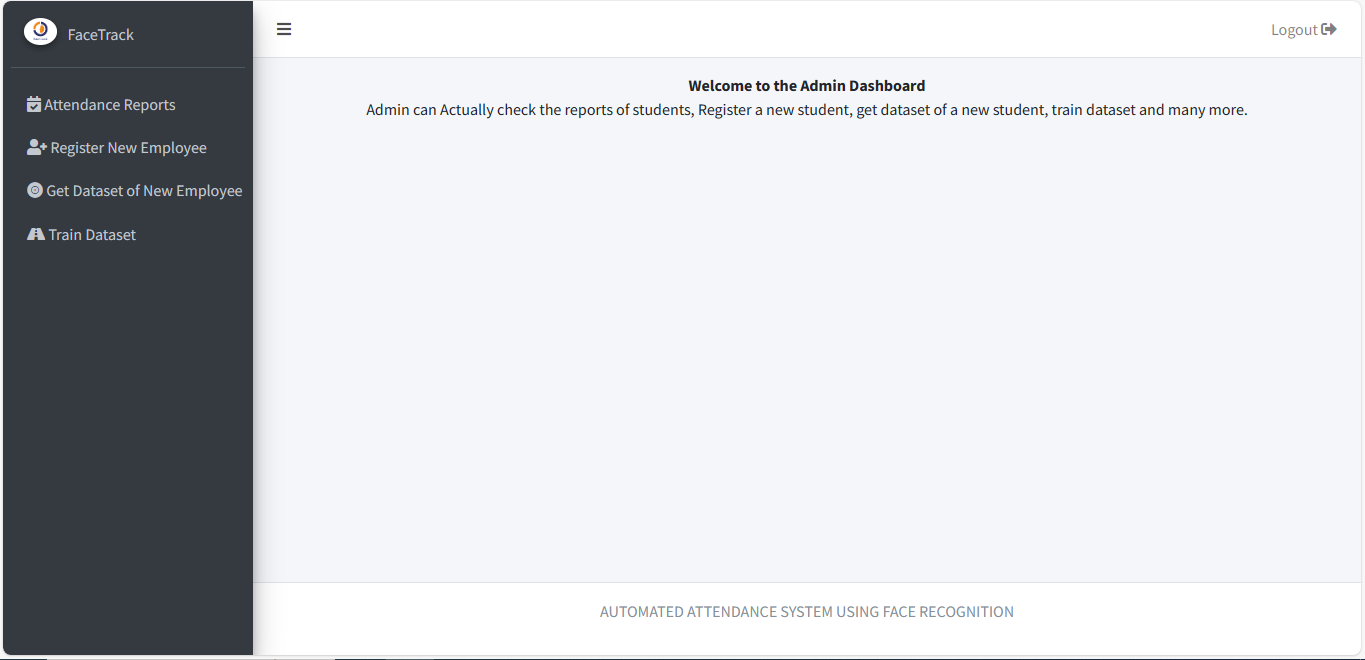 FaceTrack
Logout
Attendance Reports
Register New Employee
Get Dataset of New Employee
Train Dataset
Welcome to the Admin Dashboard
Admin can Actually check the reports of students, Register a new student, get dataset of a new student, train dataset and many more.
AUTOMATED ATTENDANCE SYSTEM USING FACE RECOGNITION